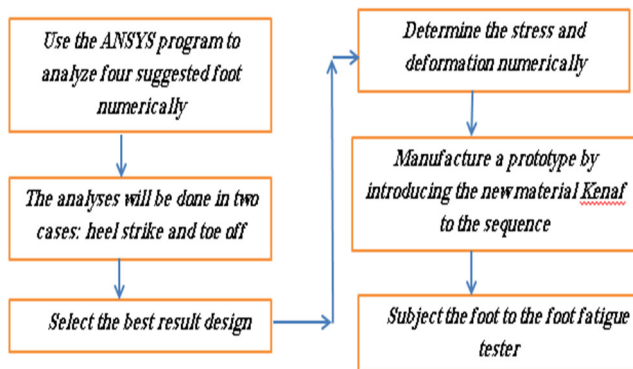 Use the ANSYS program to
analyze four suggested foot
numerically
The analyses will be done in two
cases: heel strike and toe off
Select the best result design
Determine the stress and
deformation numerically
Manufacture a prototype by
introducing the new material Kenaf
to the sequence
Subject the foot to the foot fatigue
tester